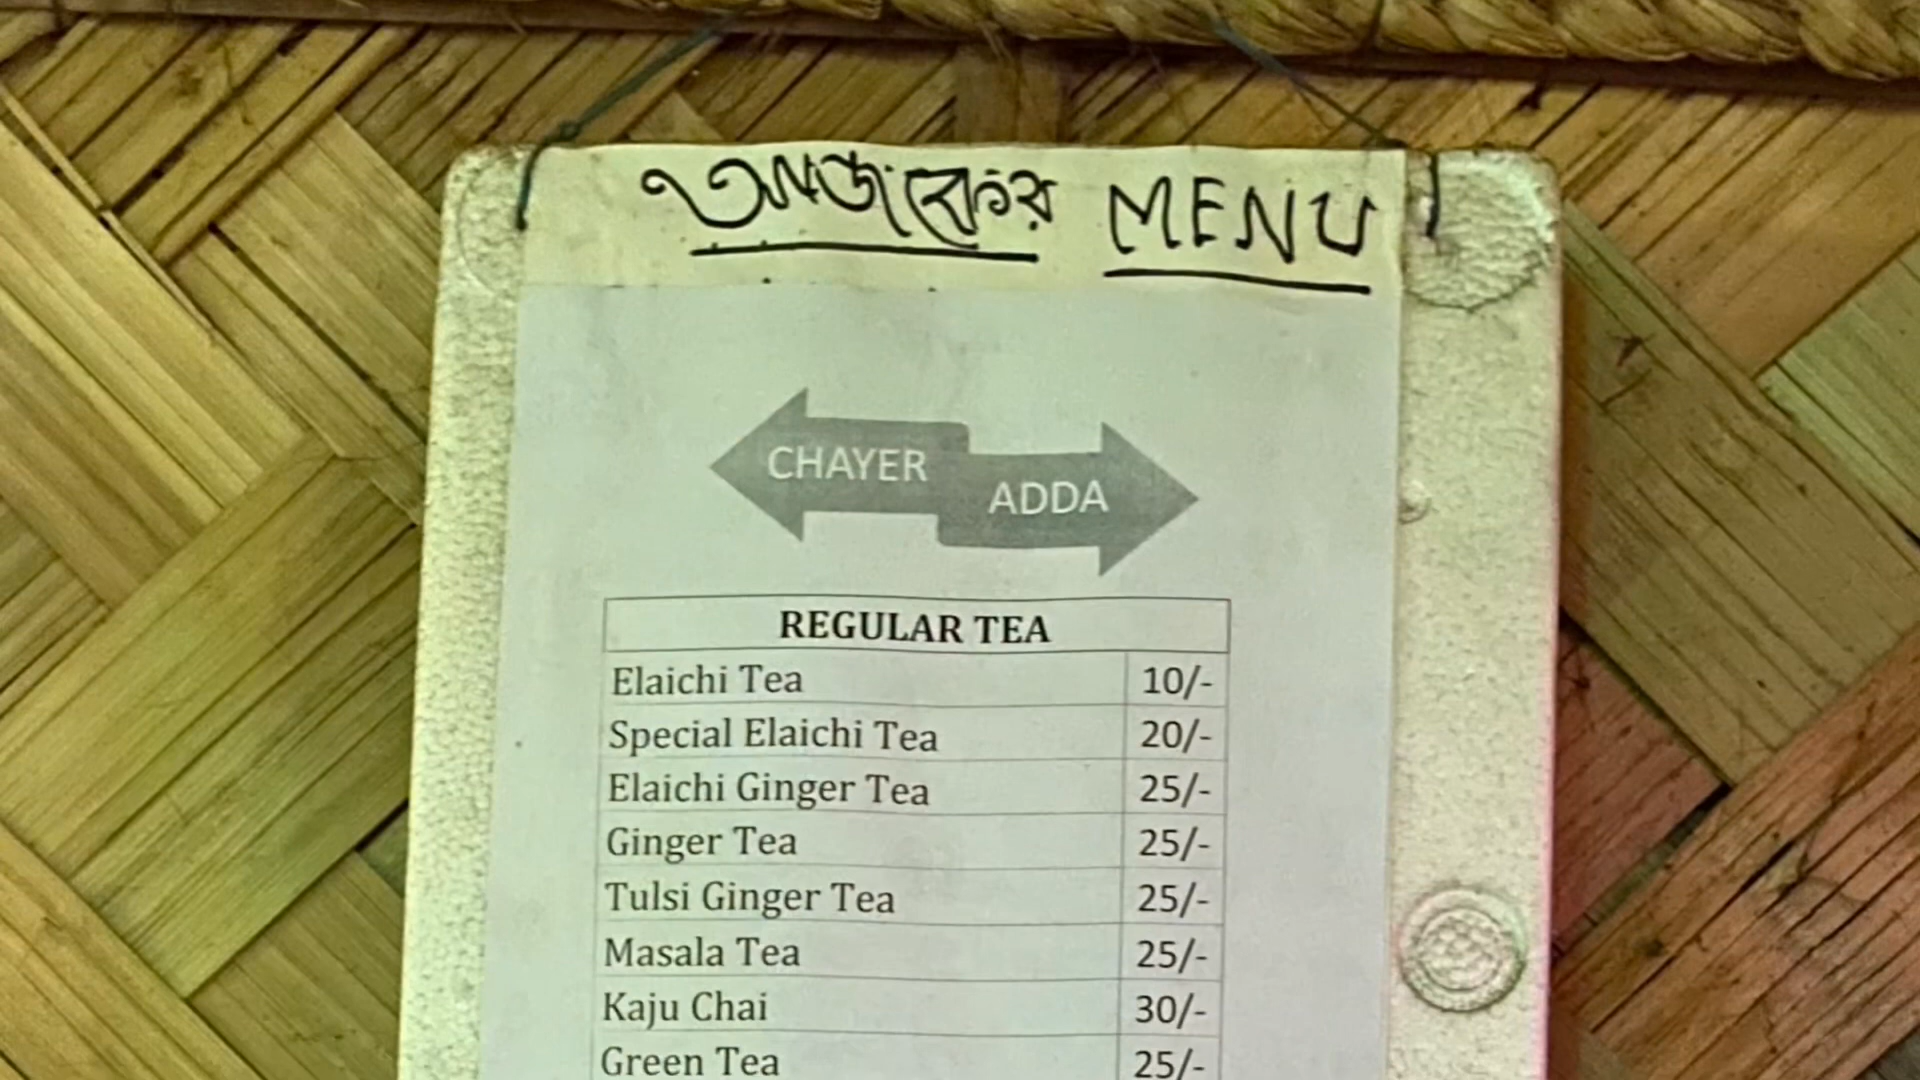 আজকের MENU
CHAYER
ADDA
REGULAR TEA
Elaichi Tea 10/-
Special Elaichi Tea 20/-
Elaichi Ginger Tea 25/-
Ginger Tea 25/-
Tulsi Ginger Tea 25/-
Masala Tea 25/-
Kaju Chai 30/-
Green Tea 25/-